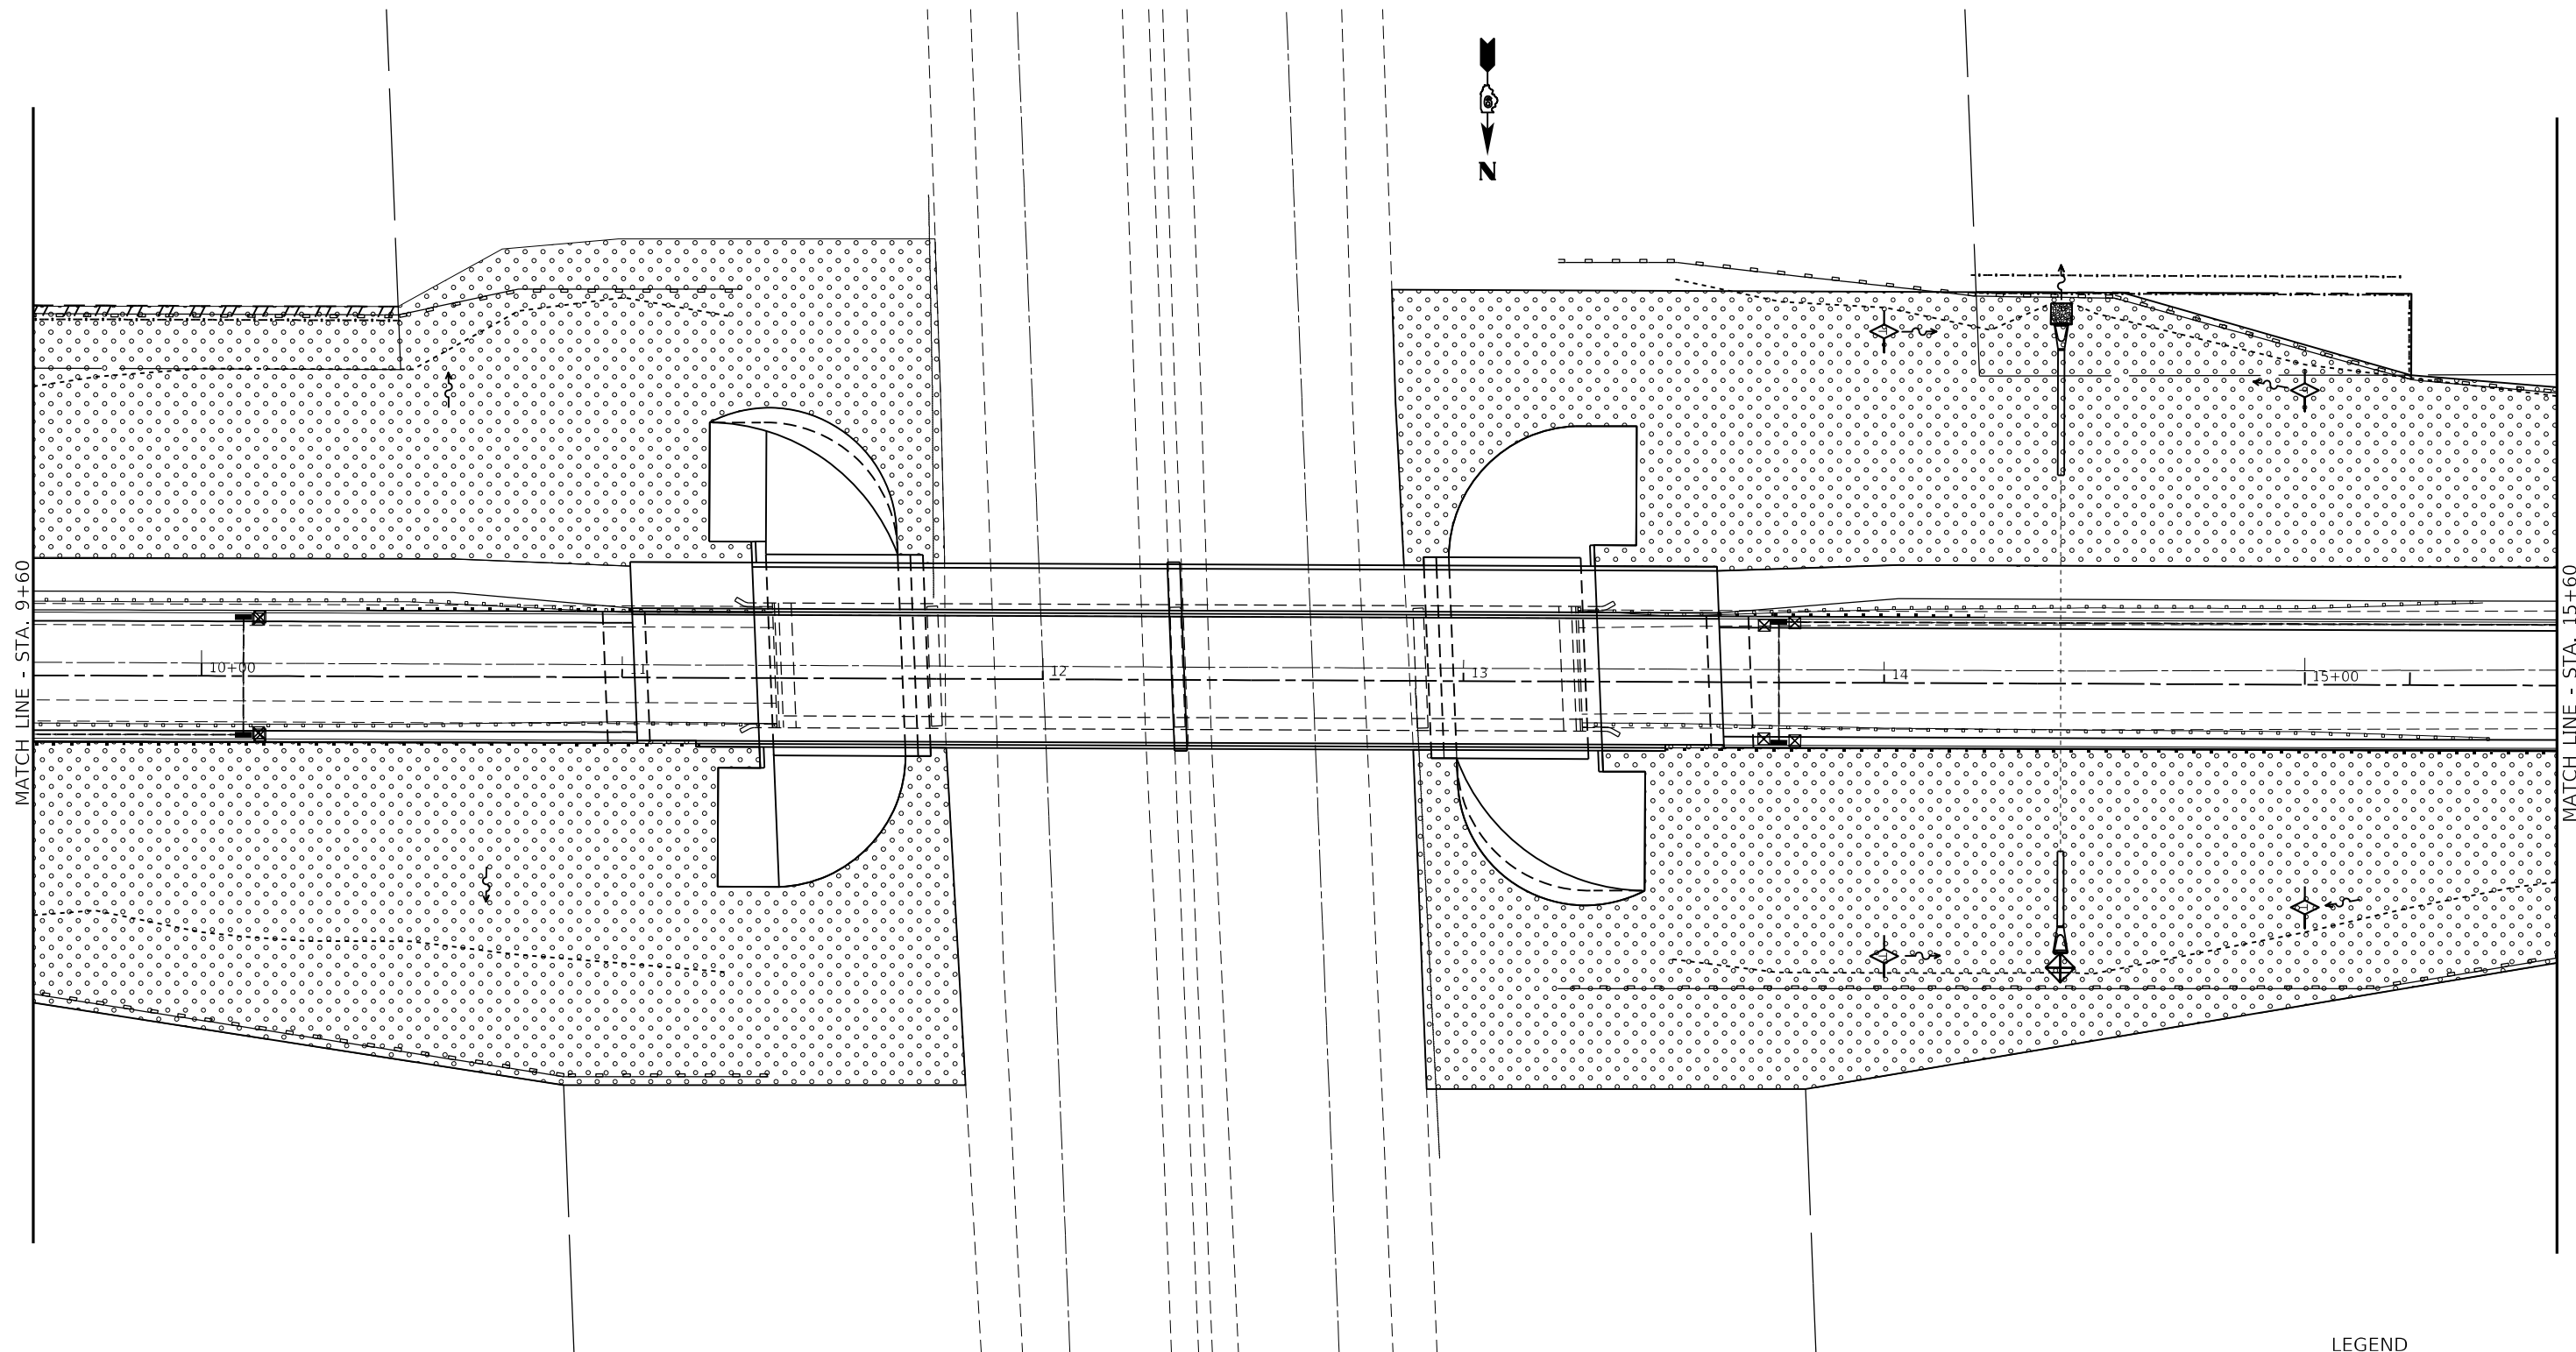 N
MATCH LINE - STA. 9+60
10+00
11
12
13
14
15+00
MATCH LINE - STA. 15+60
LEGEND